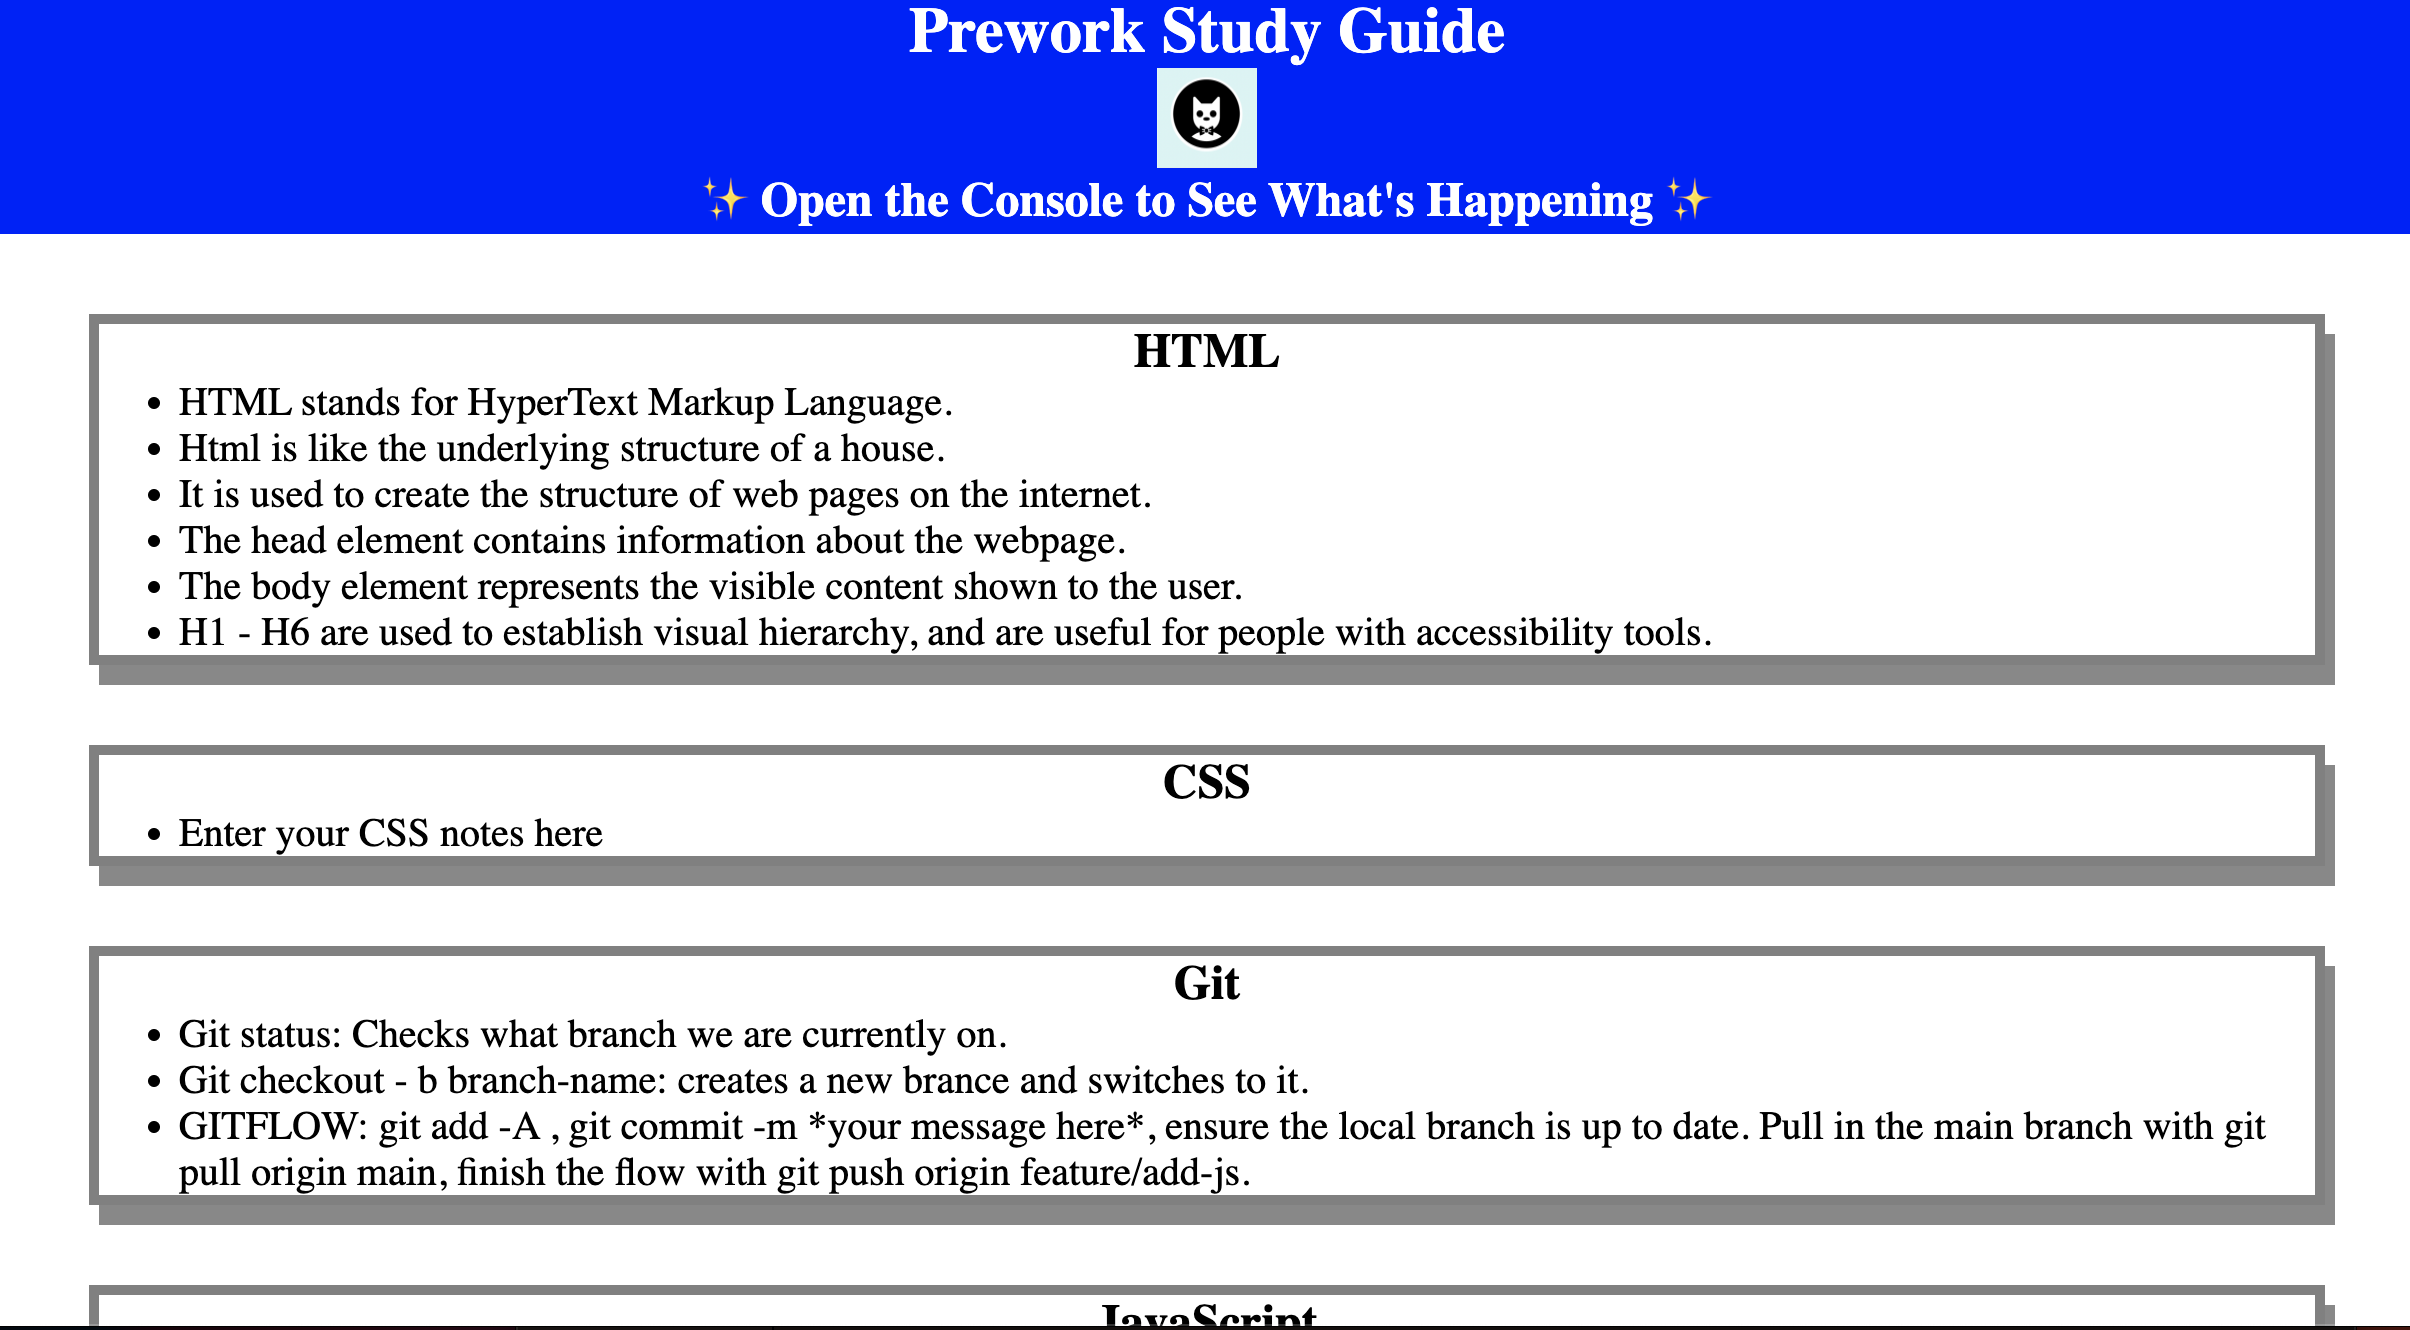 Prework Study Guide
✨ Open the Console to See What's Happening ✨
HTML
• HTML stands for HyperText Markup Language.
• Html is like the underlying structure of a house.
• It is used to create the structure of web pages on the internet.
• The head element contains information about the webpage.
• The body element represents the visible content shown to the user.
• H1 - H6 are used to establish visual hierarchy, and are useful for people with accessibility tools.
CSS
• Enter your CSS notes here
Git
• Git status: Checks what branch we are currently on.
• Git checkout - b branch-name: creates a new brance and switches to it.
• GITFLOW: git add -A , git commit -m *your message here*, ensure the local branch is up to date. Pull in the main branch with git
pull origin main, finish the flow with git push origin feature/add-js.
JavaScript